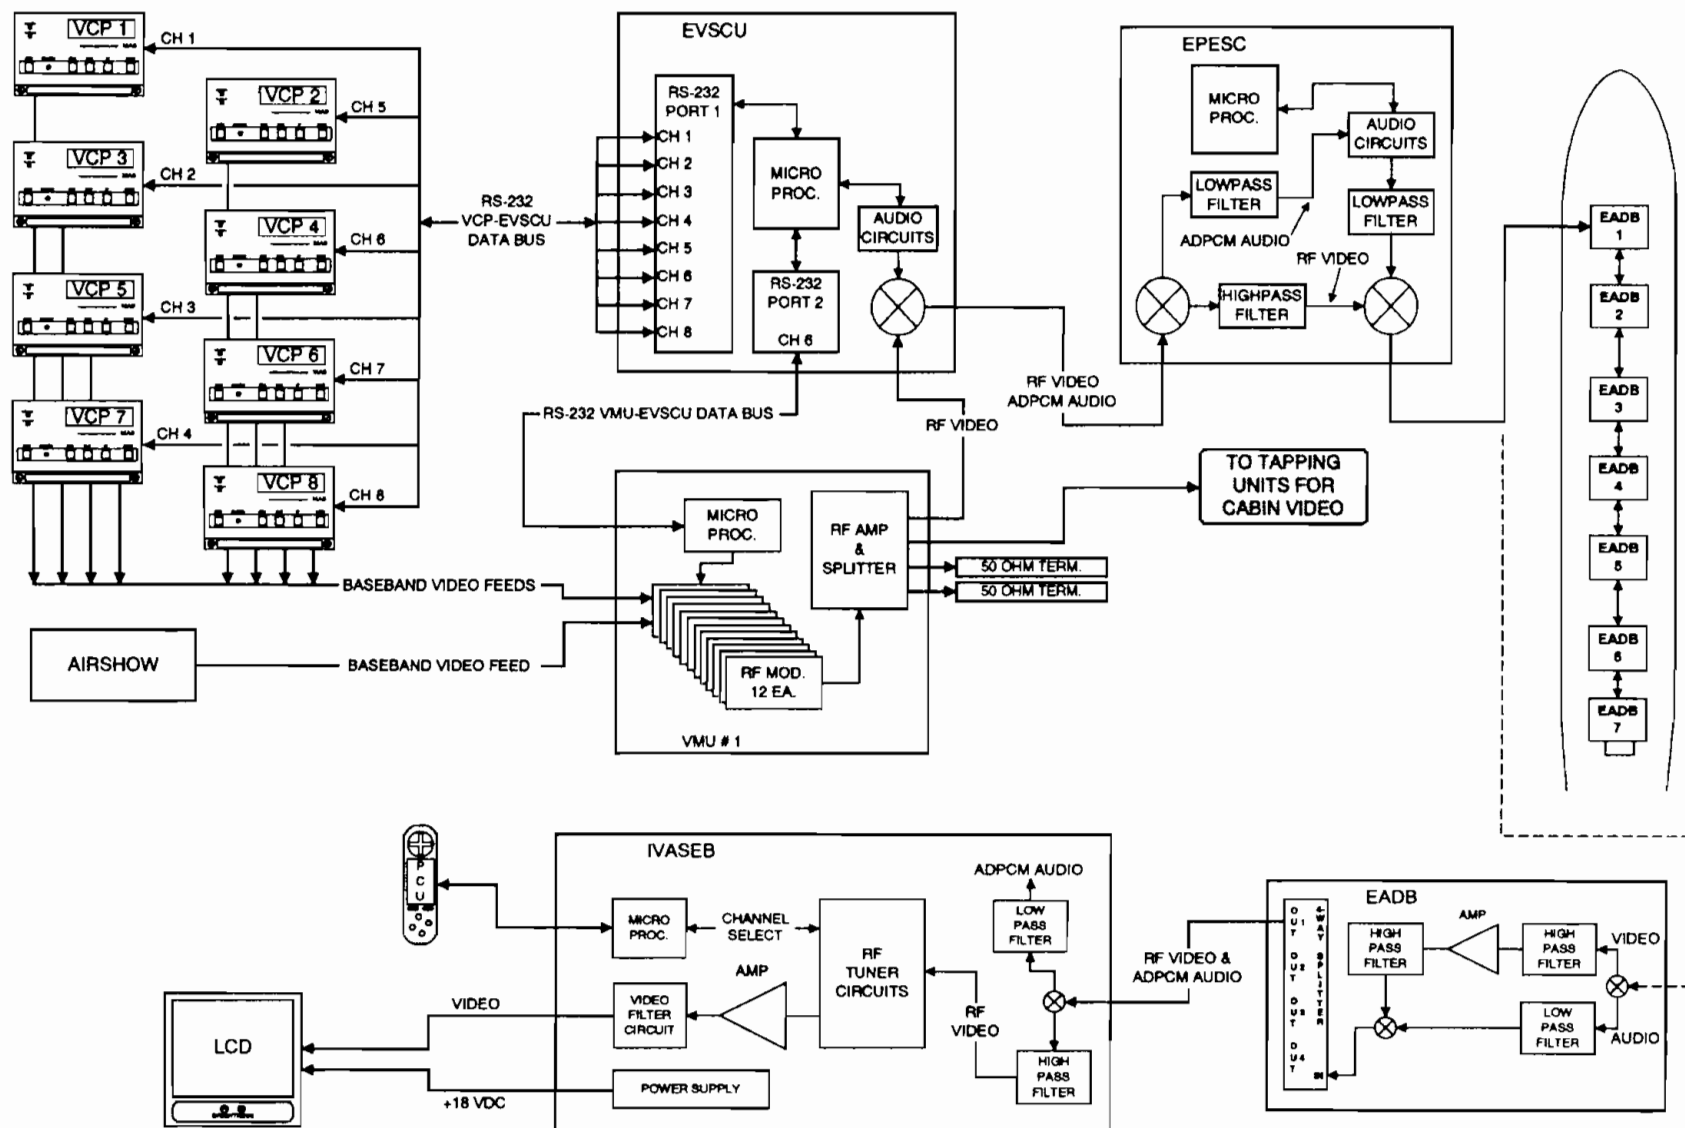 VCP 1
CH 1
VCP 2
CH 5
VCP 3
CH 2
VCP 4
CH 6
VCP 5
CH 3
VCP 6
CH 7
VCP 7
CH 4
VCP 8
CH 8
RS-232
VCP-EVSCU
DATA BUS
EVSCU
RS-232
PORT 1
CH 1
CH 2
CH 3
CH 4
CH 5
CH 6
CH 7
CH 8
MICRO
PROC.
AUDIO
CIRCUITS
RS-232
PORT 2
CH 6
RS-232 VMU-EVSCU DATA BUS
RF VIDEO
RF VIDEO
ADPCM AUDIO
EPESC
MICRO
PROC.
AUDIO
CIRCUITS
LOWPASS
FILTER
LOWPASS
FILTER
ADPCM AUDIO
RF VIDEO
HIGHPASS
FILTER
EADB
1
EADB
2
EADB
3
EADB
4
EADB
5
EADB
6
EADB
7
TO TAPPING
UNITS FOR
CABIN VIDEO
MICRO
PROC.
RF AMP
&
SPLITTER
50 OHM TERM.
50 OHM TERM.
RF MOD.
12 EA.
VMU # 1
BASEBAND VIDEO FEEDS
AIRSHOW
BASEBAND VIDEO FEED
PCU
IVASEB
MICRO
PROC.
CHANNEL
SELECT
RF
TUNER
CIRCUITS
AMP
VIDEO
FILTER
CIRCUIT
VIDEO
LCD
POWER SUPPLY
+18 VDC
ADPCM AUDIO
LOW
PASS
FILTER
RF
VIDEO
HIGH
PASS
FILTER
RF VIDEO &
ADPCM AUDIO
EADB
OUT 1
OUT 2
OUT 3
OUT 4
4-WAY SPLITTER
IN
HIGH
PASS
FILTER
AMP
HIGH
PASS
FILTER
VIDEO
LOW
PASS
FILTER
AUDIO